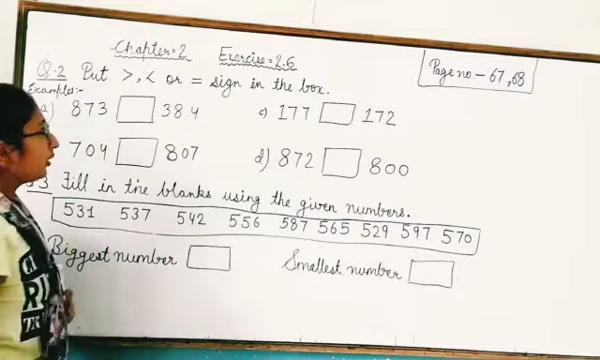 Chapter=2 Exercise=2.6
Page no – 67,68
Q.2 Put >, < or = sign in the box.
Examples:-
a) 873 384 c) 177 172
704 807 d) 872 800
3 Fill in the blanks using the given numbers.
531 537 542 556 587 565 529 597 570
Biggest number Smallest number